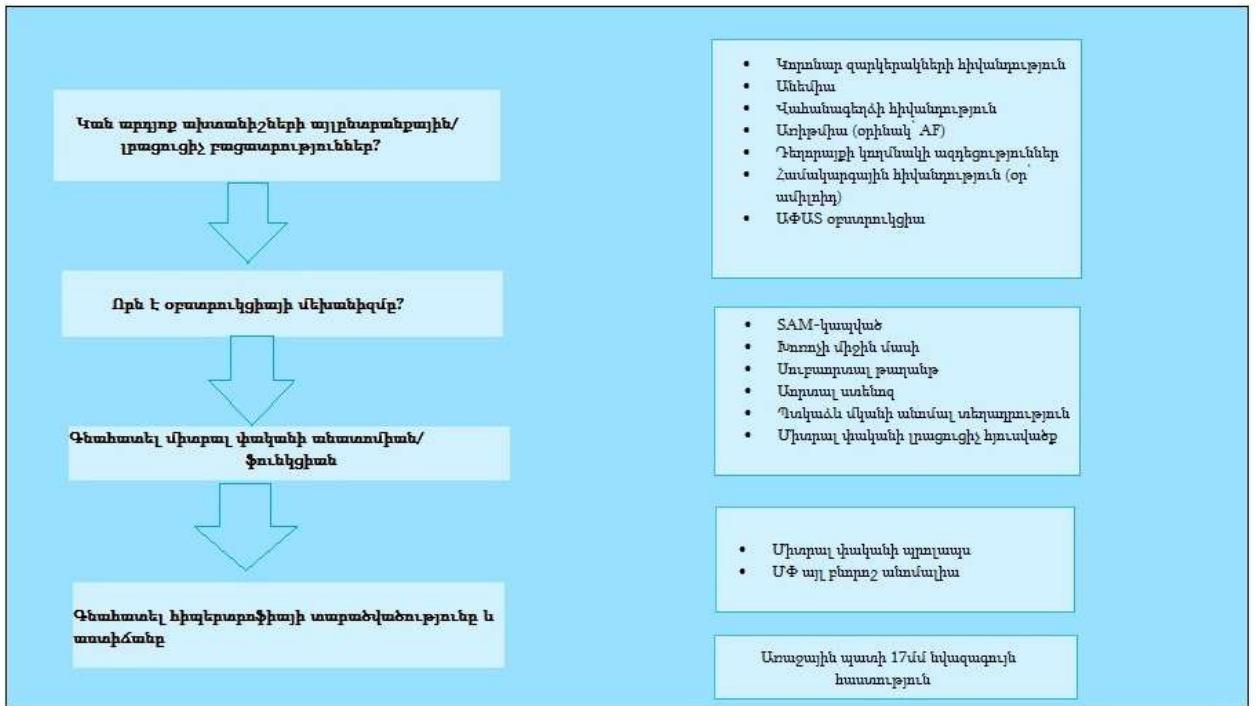 Կան արդյոք ախտանիշների այլընտրանքային/
լրացուցիչ բացատրություններ?
• Կորոնար զարկերակների հիվանդություն
• Անեմիա
• Վահանագեղձի հիվանդություն
• Առիթմիա (օրինակ՝ AF)
• Դեղորայքի կողմնակի ազդեցություններ
• Համակարգային հիվանդություն (օր՝
ամիլոիդ)
• ԱՓԱՏ օբստրուկցիա
Որն է օբստրուկցիայի մեխանիզմը?
• SAM-կապված
• Խոռոչի միջին մասի
• Սուբաորտալ թաղանթ
• Աորտալ ստենոզ
• Պտկաձև մկանի անոմալ տեղադրություն
• Միտրալ փականի լրացուցիչ հյուսվածք
Գնահատել միտրալ փականի անատոմիան/
ֆունկցիան
• Միտրալ փականի պրոլապս
• ՄՓ այլ բնորոշ անոմալիա
Գնահատել հիպերտրոֆիայի տարածվածությունը և
աստիճանը
Առաջային պատի 17մմ նվազագույն
հաստություն